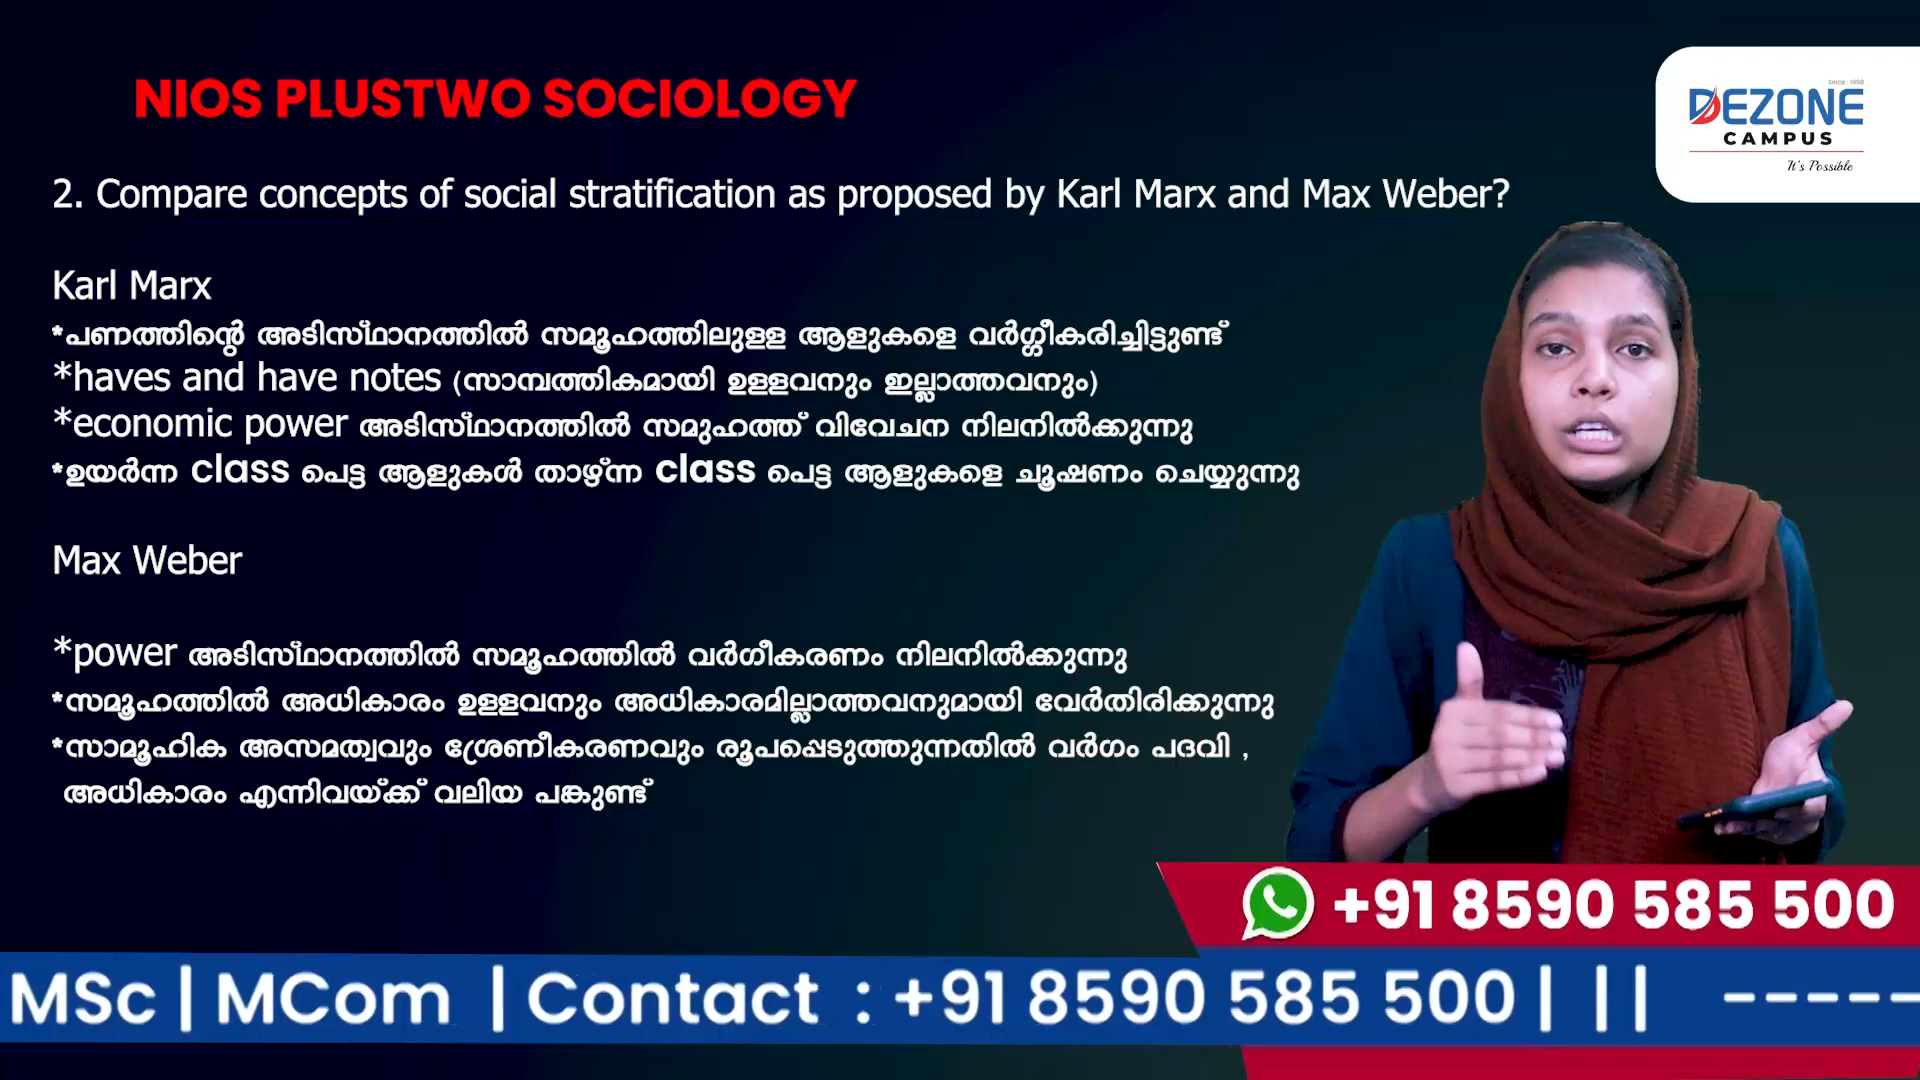 NIOS PLUSTWO SOCIOLOGY
Since : 1998
DEZONE
CAMPUS
It's Possible
2. Compare concepts of social stratification as proposed by Karl Marx and Max Weber?
Karl Marx
*പണത്തിന്റെ അടിസ്ഥാനത്തിൽ സമൂഹത്തിലുളള ആളുകളെ വർഗ്ഗീകരിച്ചിട്ടുണ്ട്
*haves and have notes (സാമ്പത്തികമായി ഉള്ളവനും ഇല്ലാത്തവനും)
*economic power അടിസ്ഥാനത്തിൽ സമുഹത്ത് വിവേചന നിലനിൽക്കുന്നു
*ഉയർന്ന class പെട്ട ആളുകൾ താഴ്ന്ന class പെട്ട ആളുകളെ ചൂഷണം ചെയ്യുന്നു
Max Weber
*power അടിസ്ഥാനത്തിൽ സമൂഹത്തിൽ വർഗീകരണം നിലനിൽക്കുന്നു
*സമൂഹത്തിൽ അധികാരം ഉളളവനും അധികാരമില്ലാത്തവനുമായി വേർതിരിക്കുന്നു
*സാമൂഹിക അസമത്വവും ശ്രേണീകരണവും രൂപപ്പെടുത്തുന്നതിൽ വർഗം പദവി ,
അധികാരം എന്നിവയ്ക്ക് വലിയ പങ്കുണ്ട്
+91 8590 585 500
MSc | MCom | Contact : +91 8590 585 500 | | | -----